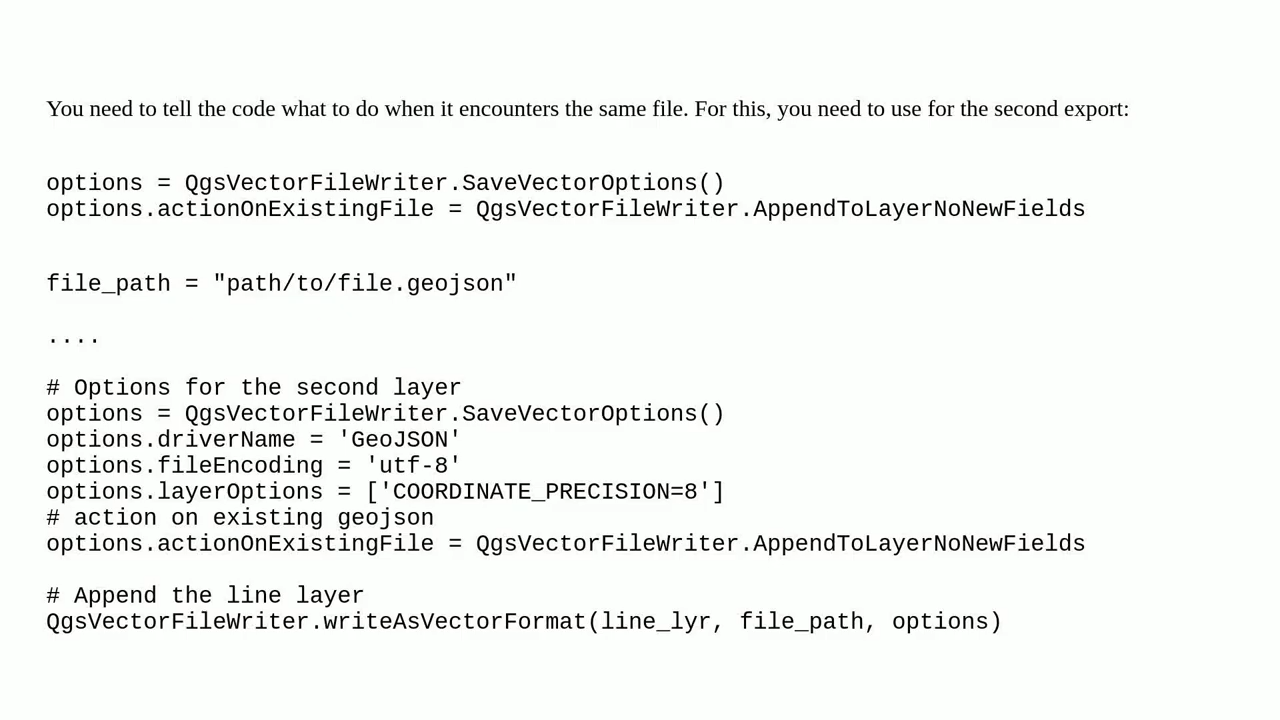 You need to tell the code what to do when it encounters the same file. For this, you need to use for the second export:
options = QgsVectorFileWriter.SaveVectorOptions()
options.actionOnExistingFile = QgsVectorFileWriter.AppendToLayerNoNewFields
file_path = "path/to/file.geojson"
....
# Options for the second layer
options = QgsVectorFileWriter.SaveVectorOptions()
options.driverName = 'GeoJSON'
options.fileEncoding = 'utf-8'
options.layerOptions = ['COORDINATE_PRECISION=8']
# action on existing geojson
options.actionOnExistingFile = QgsVectorFileWriter.AppendToLayerNoNewFields
# Append the line layer
QgsVectorFileWriter.writeAsVectorFormat(line_lyr, file_path, options)